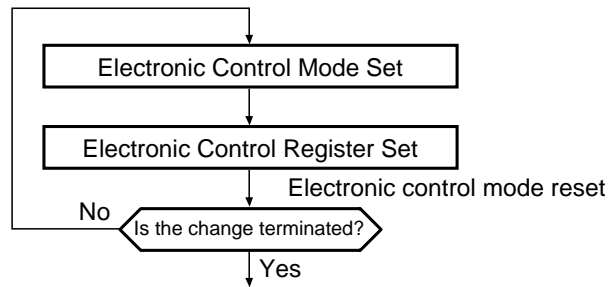 Electronic Control Mode Set
Electronic Control Register Set
Electronic control mode reset
No
Is the change terminated?
Yes